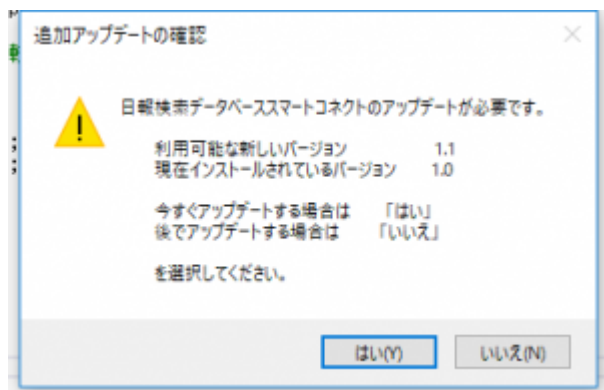 追加アップデートの確認
日報検索データベーススマートコネクトのアップデートが必要です。
利用可能な新しいバージョン 1.1
現在インストールされているバージョン 1.0
今すぐアップデートする場合は 「はい」
後でアップデートする場合は 「いいえ」
を選択してください。
はい(Y) いいえ(N)